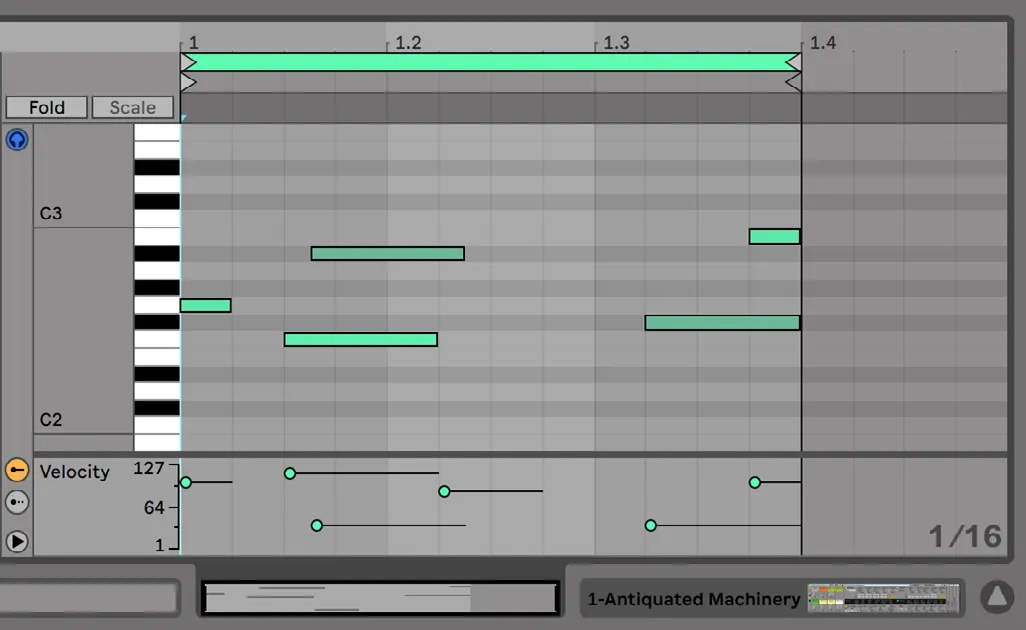 1 1.2 1.3 1.4
Fold Scale
C3
C2
Velocity 127
64
1
1/16
1-Antiquated Machinery